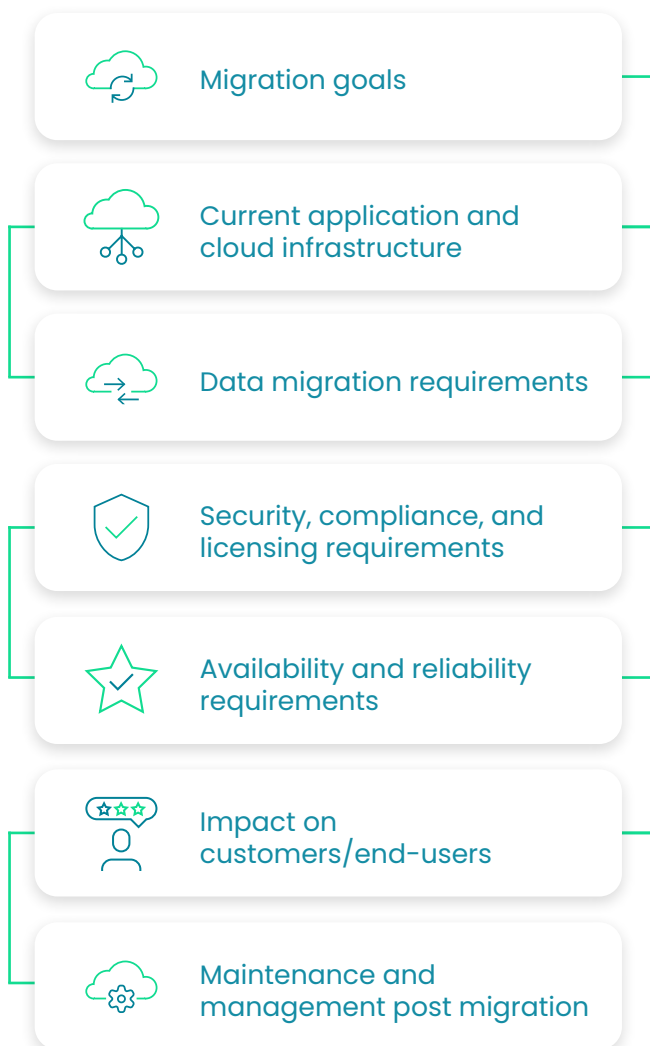 Migration goals
Current application and
cloud infrastructure
Data migration requirements
Security, compliance, and
licensing requirements
Availability and reliability
requirements
Impact on
customers/end-users
Maintenance and
management post migration